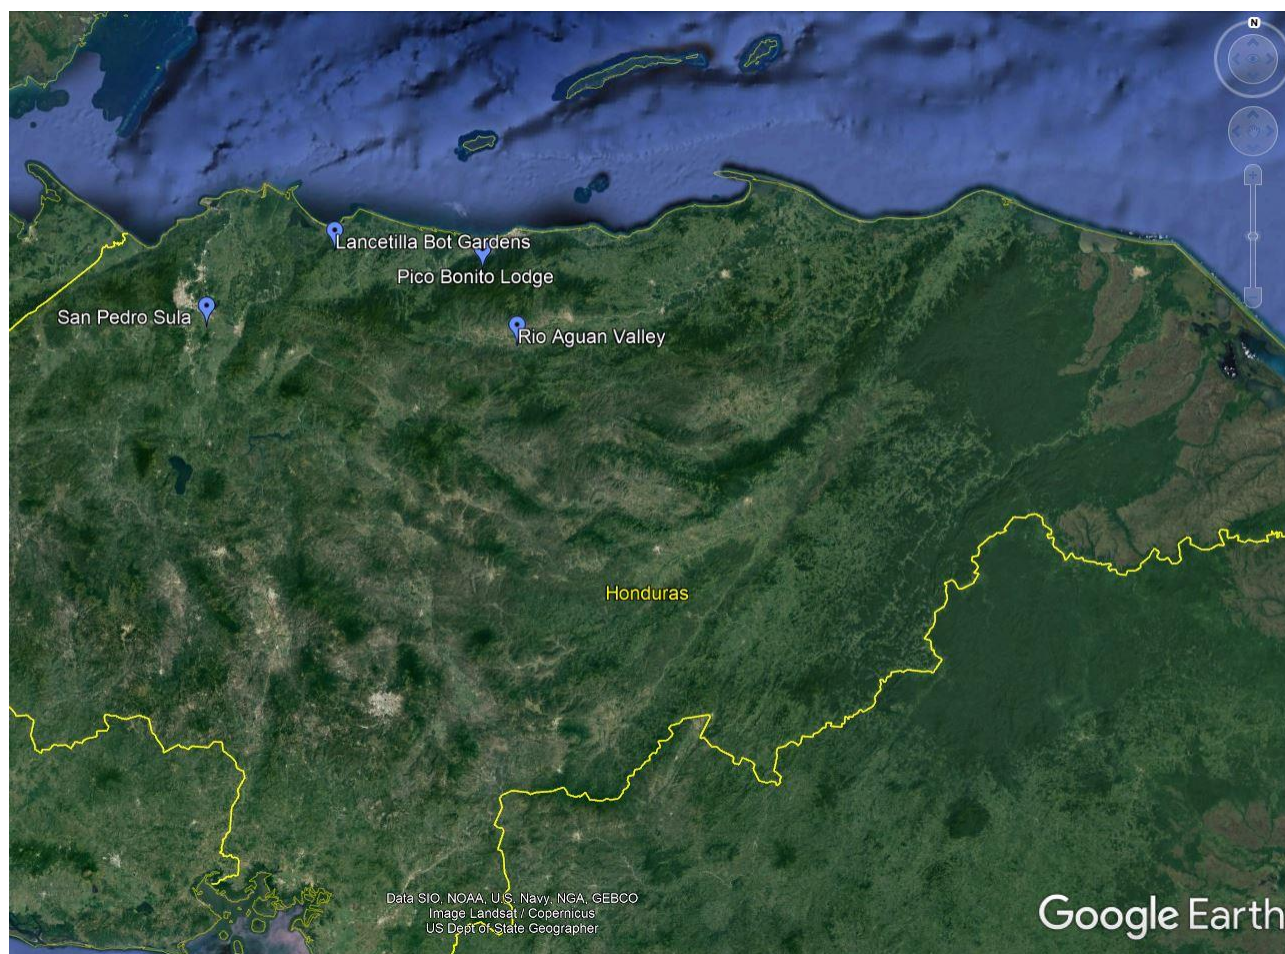 N
Lancetilla Bot Gardens
Pico Bonito Lodge
San Pedro Sula
Rio Aguan Valley
Honduras
Data SIO, NOAA, U.S. Navy, NGA, GEBCO
Image Landsat / Copernicus
US Dept of State Geographer
Google Earth